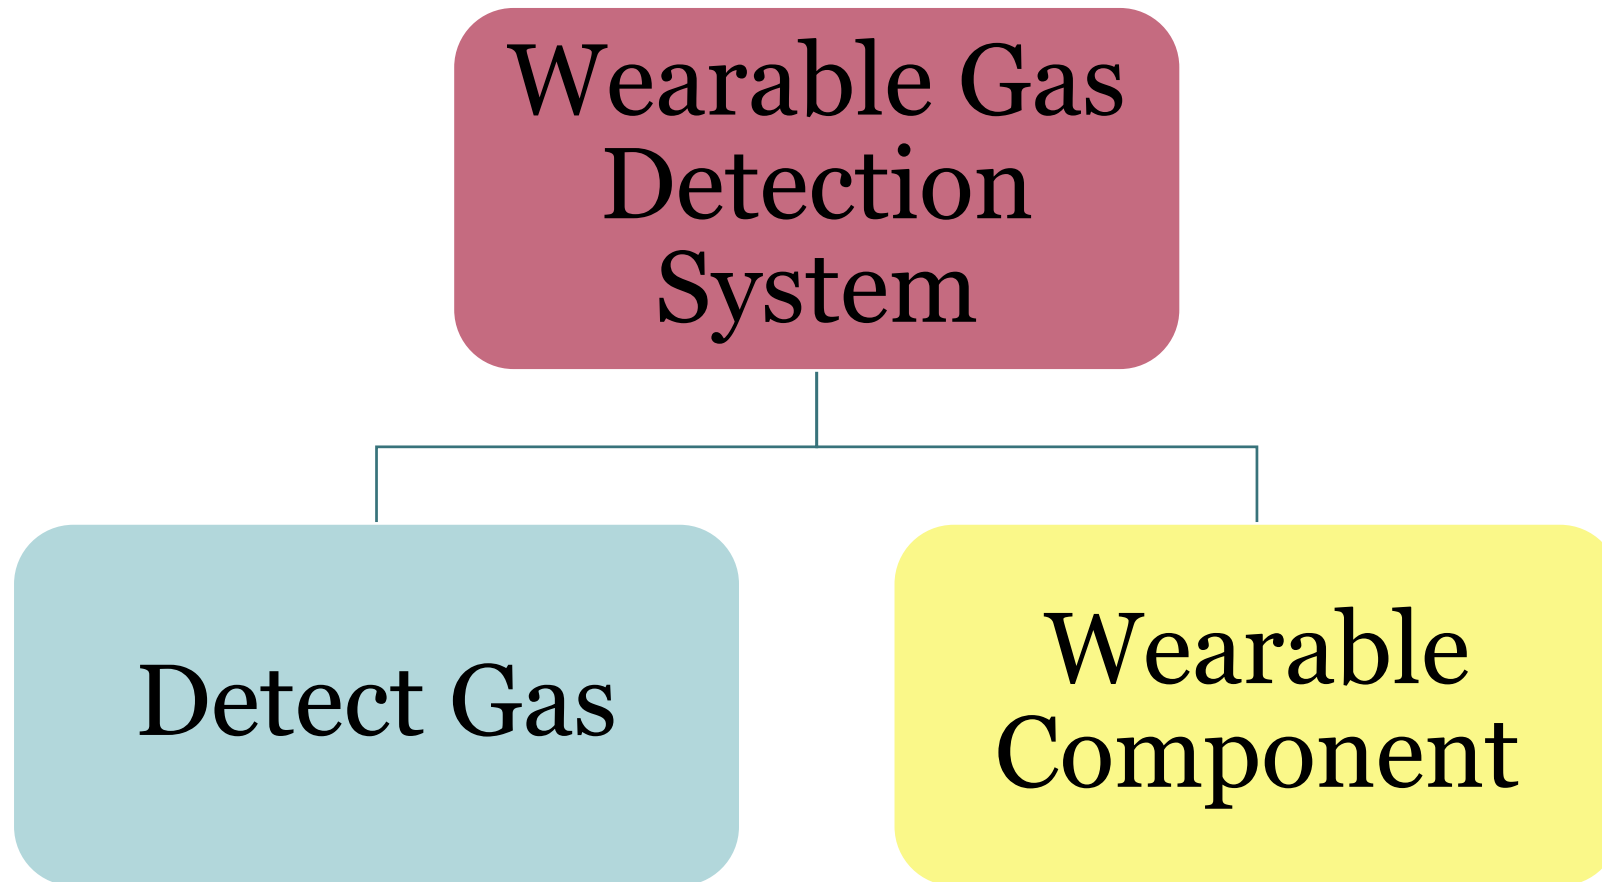 Wearable Gas
Detection
System
Detect Gas
Wearable
Component